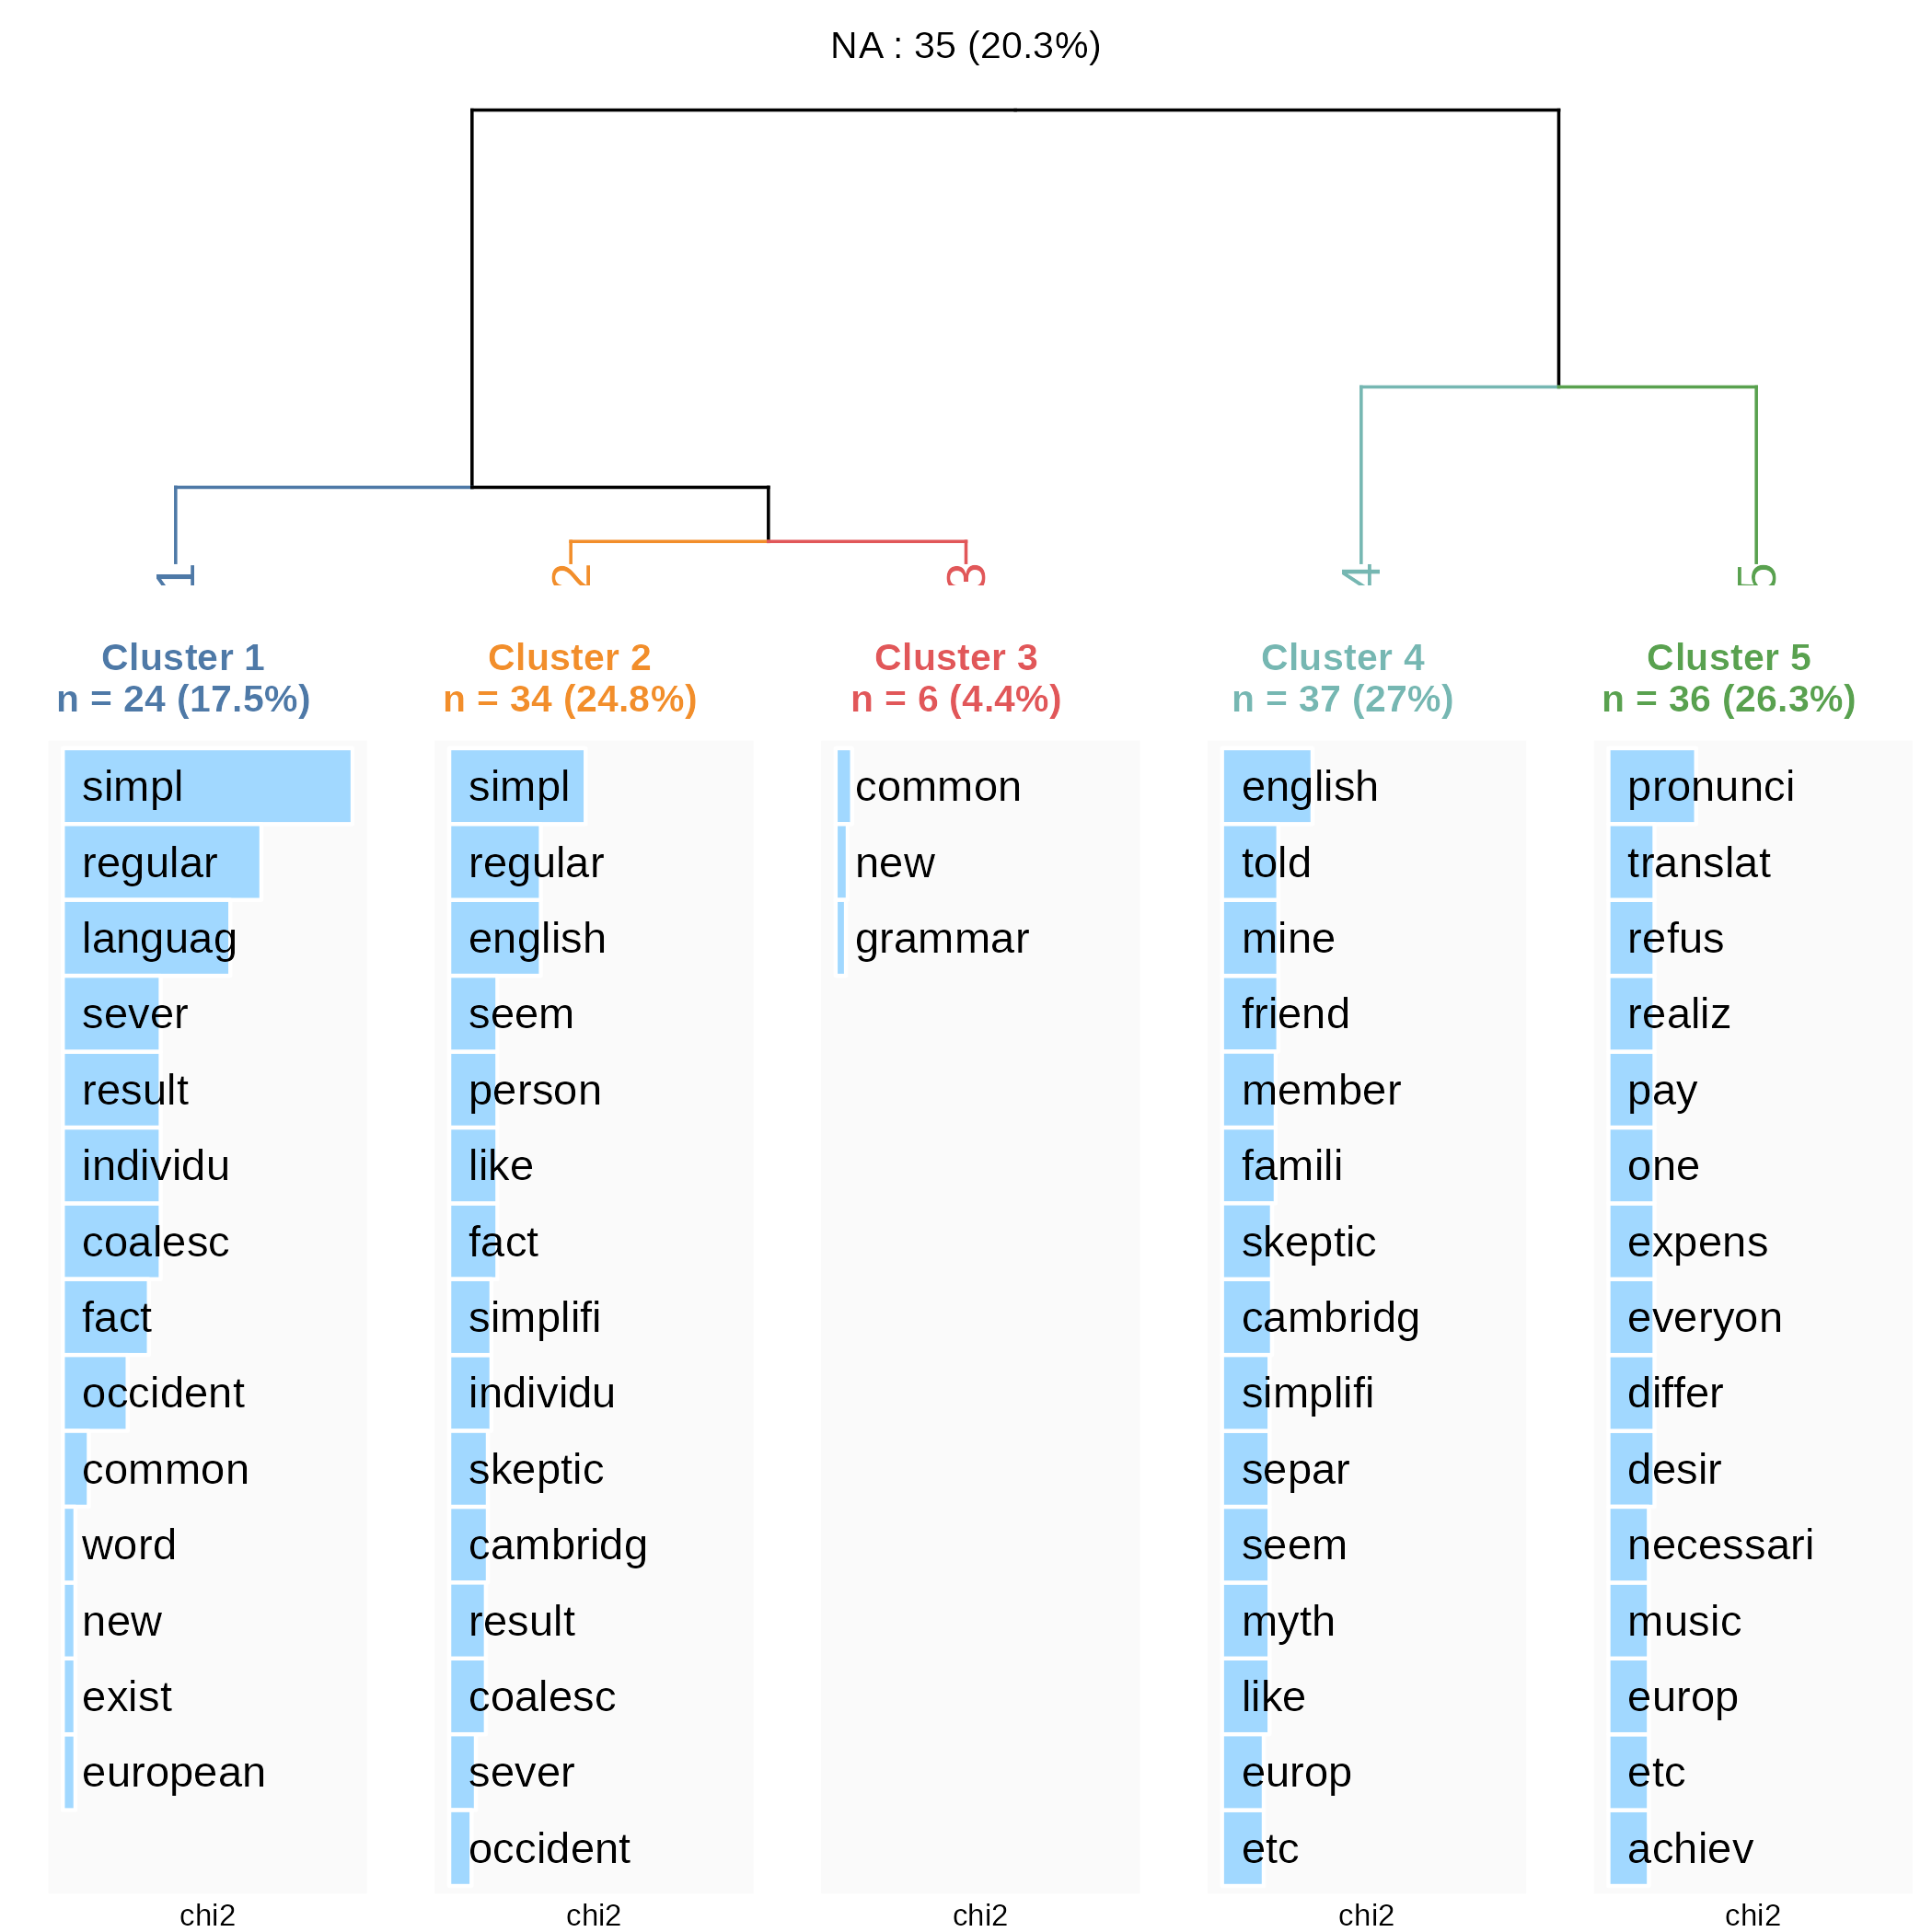 NA : 35 (20.3%)
1
2
3
4
5
Cluster 1
n = 24 (17.5%)
simpl
regular
languag
sever
result
individu
coalesc
fact
occident
common
word
new
exist
european
chi2
Cluster 2
n = 34 (24.8%)
simpl
regular
english
seem
person
like
fact
simplifi
individu
skeptic
cambridg
result
coalesc
sever
occident
chi2
Cluster 3
n = 6 (4.4%)
common
new
grammar
chi2
Cluster 4
n = 37 (27%)
english
told
mine
friend
member
famili
skeptic
cambridg
simplifi
separ
seem
myth
like
europ
etc
chi2
Cluster 5
n = 36 (26.3%)
pronunci
translat
refus
realiz
pay
one
expens
everyon
differ
desir
necessari
music
europ
etc
achiev
chi2